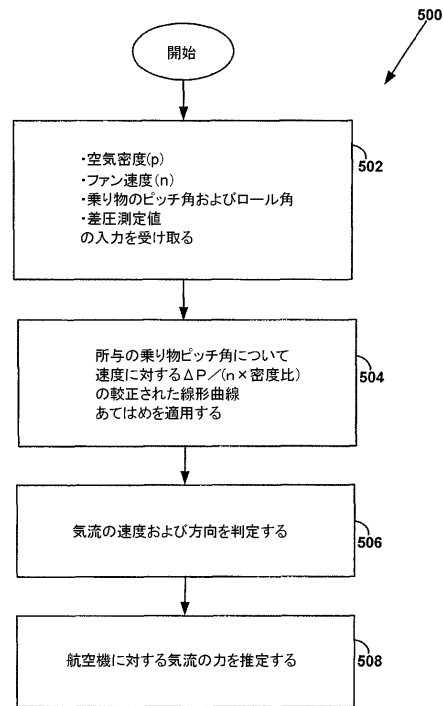 500
開始
・空気密度(p)
・ファン速度(n)
・乗り物のピッチ角およびロール角
・差圧測定値
の入力を受け取る
502
所与の乗り物ピッチ角について
速度に対するΔP／(n×密度比)
の較正された線形曲線
あてはめを適用する
504
気流の速度および方向を判定する
506
航空機に対する気流の力を推定する
508